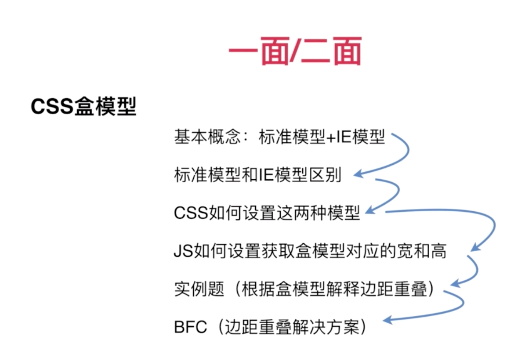 一面/二面
CSS盒模型
基本概念：标准模型+IE模型
标准模型和IE模型区别
CSS如何设置这两种模型
JS如何设置获取盒模型对应的宽和高
实例题（根据盒模型解释边距重叠）
BFC（边距重叠解决方案）